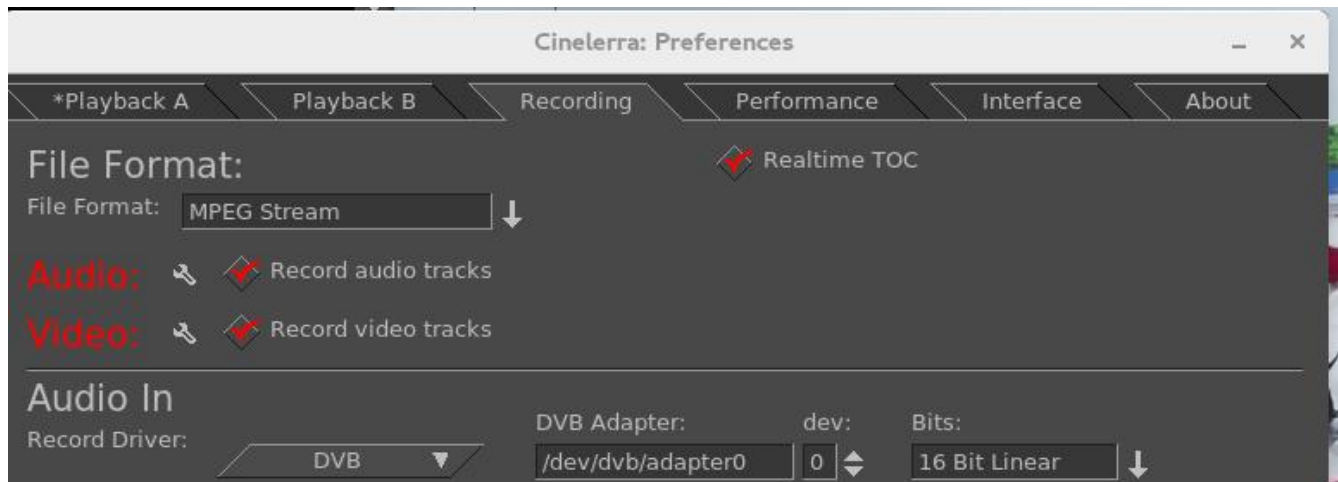 Cinelerra: Preferences
*Playback A Playback B Recording Performance Interface About
File Format: Realtime TOC
File Format: MPEG Stream
Audio: Record audio tracks
Video: Record video tracks
Audio In
DVB Adapter: dev: Bits:
Record Driver: DVB /dev/dvb/adapter0 0 16 Bit Linear